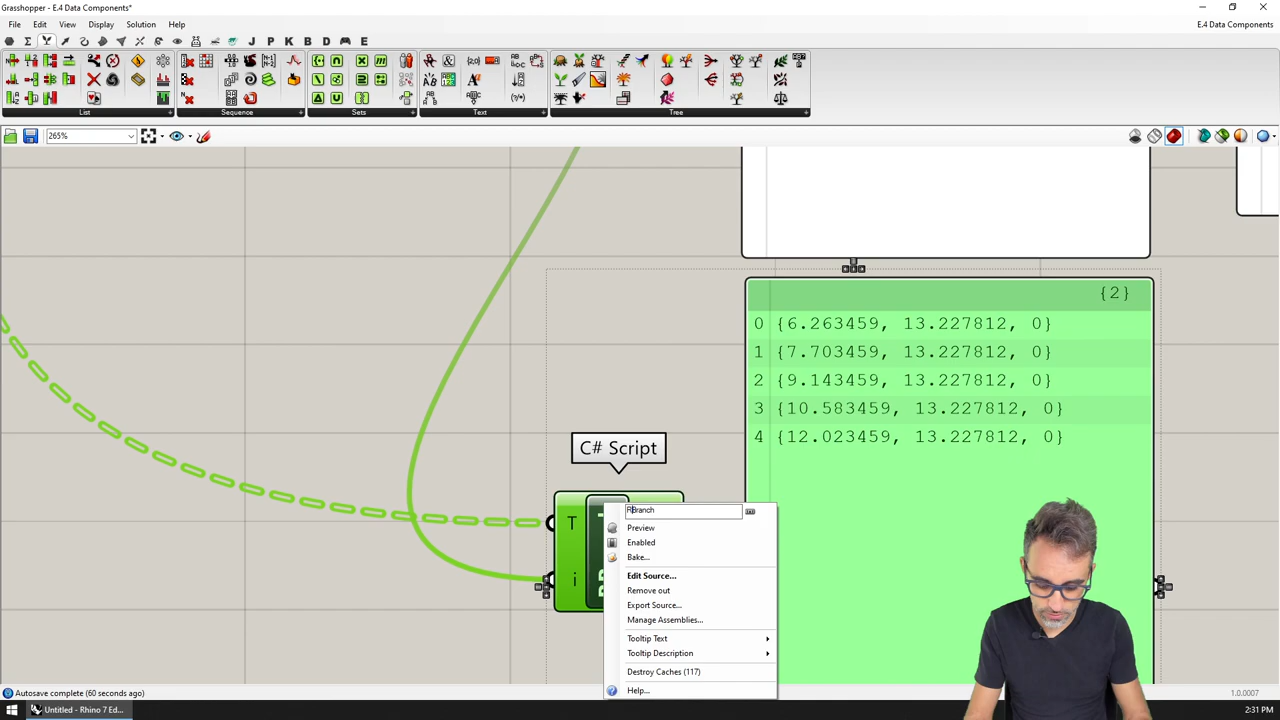 Grasshopper - E.4 Data Components*
File Edit View Display Solution Help
E.4 Data Components
J P K B D E
List Sequence Sets Text Tree
265%
{2}
0 {6.263459, 13.227812, 0}
1 {7.703459, 13.227812, 0}
2 {9.143459, 13.227812, 0}
3 {10.583459, 13.227812, 0}
4 {12.023459, 13.227812, 0}
C# Script
T
i
Preview
Enabled
Bake...
Edit Source...
Remove out
Export Source...
Manage Assemblies...
Tooltip Text
Tooltip Description
Destroy Caches (117)
Help...
Autosave complete (60 seconds ago)
1.0.0007
Untitled - Rhino 7 Ed...
2:31 PM